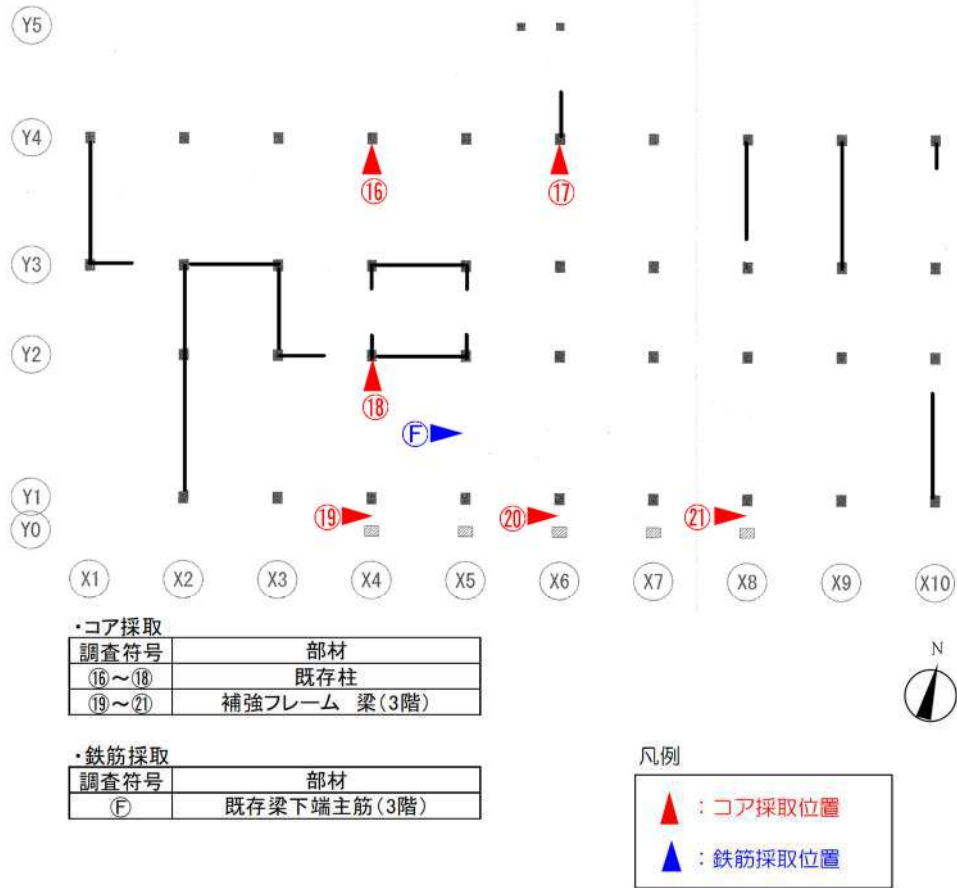 Y5
Y4
⑯
⑰
Y3
Y2
⑱
Ⓕ
Y1
⑲
⑳
㉑
Y0
X1 X2 X3 X4 X5 X6 X7 X8 X9 X10
・コア採取
調査符号 部材
⑯～⑱ 既存柱
⑲～㉑ 補強フレーム 梁(3階)
N
・鉄筋採取
調査符号 部材
Ⓕ 既存梁下端主筋(3階)
凡例
：コア採取位置
：鉄筋採取位置